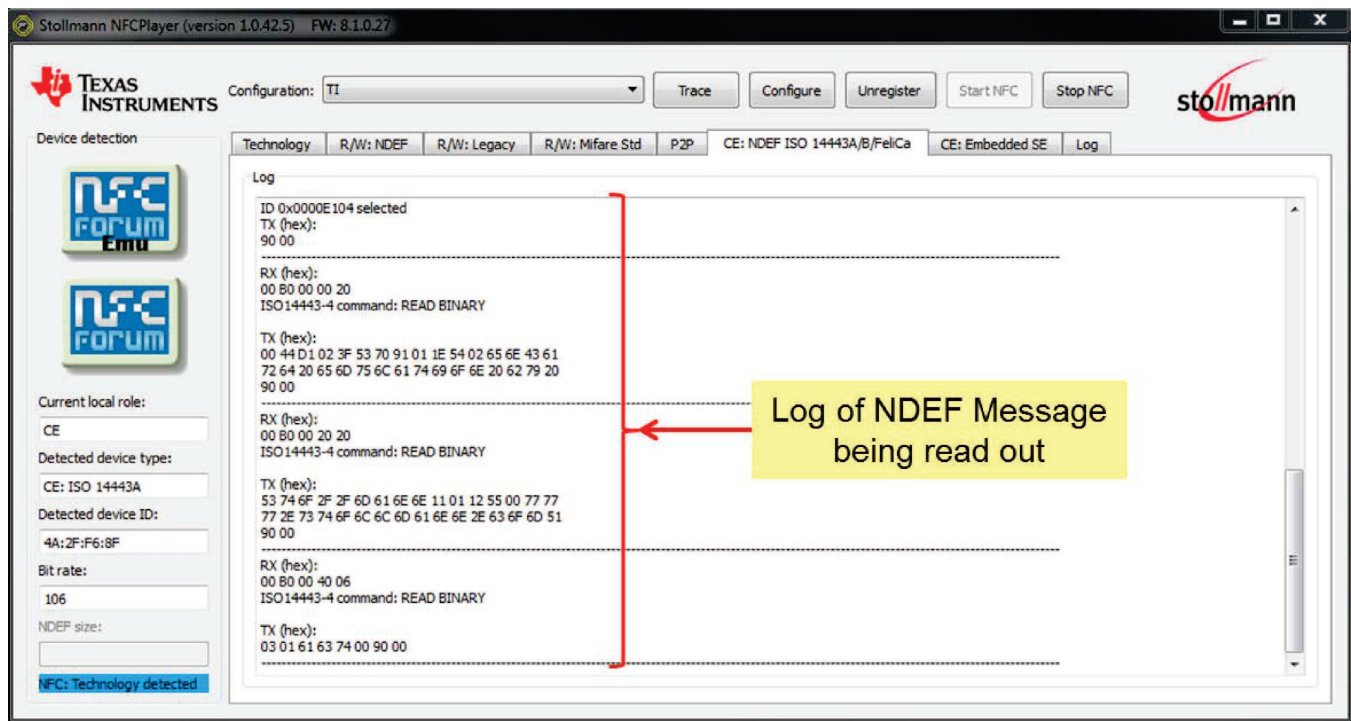 Stollmann NFCPlayer (version 1.0.42.5) FW: 8.1.0.27
TEXAS
INSTRUMENTS
Configuration: TI Trace Configure Unregister Start NFC Stop NFC
stollmann
Device detection
Technology R/W: NDEF R/W: Legacy R/W: Mifare Std P2P CE: NDEF ISO 14443A/B/FeliCa CE: Embedded SE Log
NFC
FORUM
Emu
NFC
FORUM
Current local role:
CE
Detected device type:
CE: ISO 14443A
Detected device ID:
4A:2F:F6:8F
Bit rate:
106
NDEF size:
NFC: Technology detected
Log
ID 0x0000E104 selected
TX (hex):
90 00
RX (hex):
00 B0 00 00 20
ISO14443-4 command: READ BINARY
TX (hex):
00 44 D1 02 3F 53 70 91 01 1E 54 02 65 6E 43 61
72 64 20 65 6D 75 6C 61 74 69 6F 6E 20 62 79 20
90 00
RX (hex):
00 B0 00 20 20
ISO14443-4 command: READ BINARY
TX (hex):
53 74 6F 2F 2F 6D 61 6E 6E 11 01 12 55 00 77 77
77 2E 73 74 6F 6C 6C 6D 61 6E 6E 2E 63 6F 6D 51
90 00
RX (hex):
00 B0 00 40 06
ISO14443-4 command: READ BINARY
TX (hex):
03 01 61 63 74 00 90 00
Log of NDEF Message
being read out